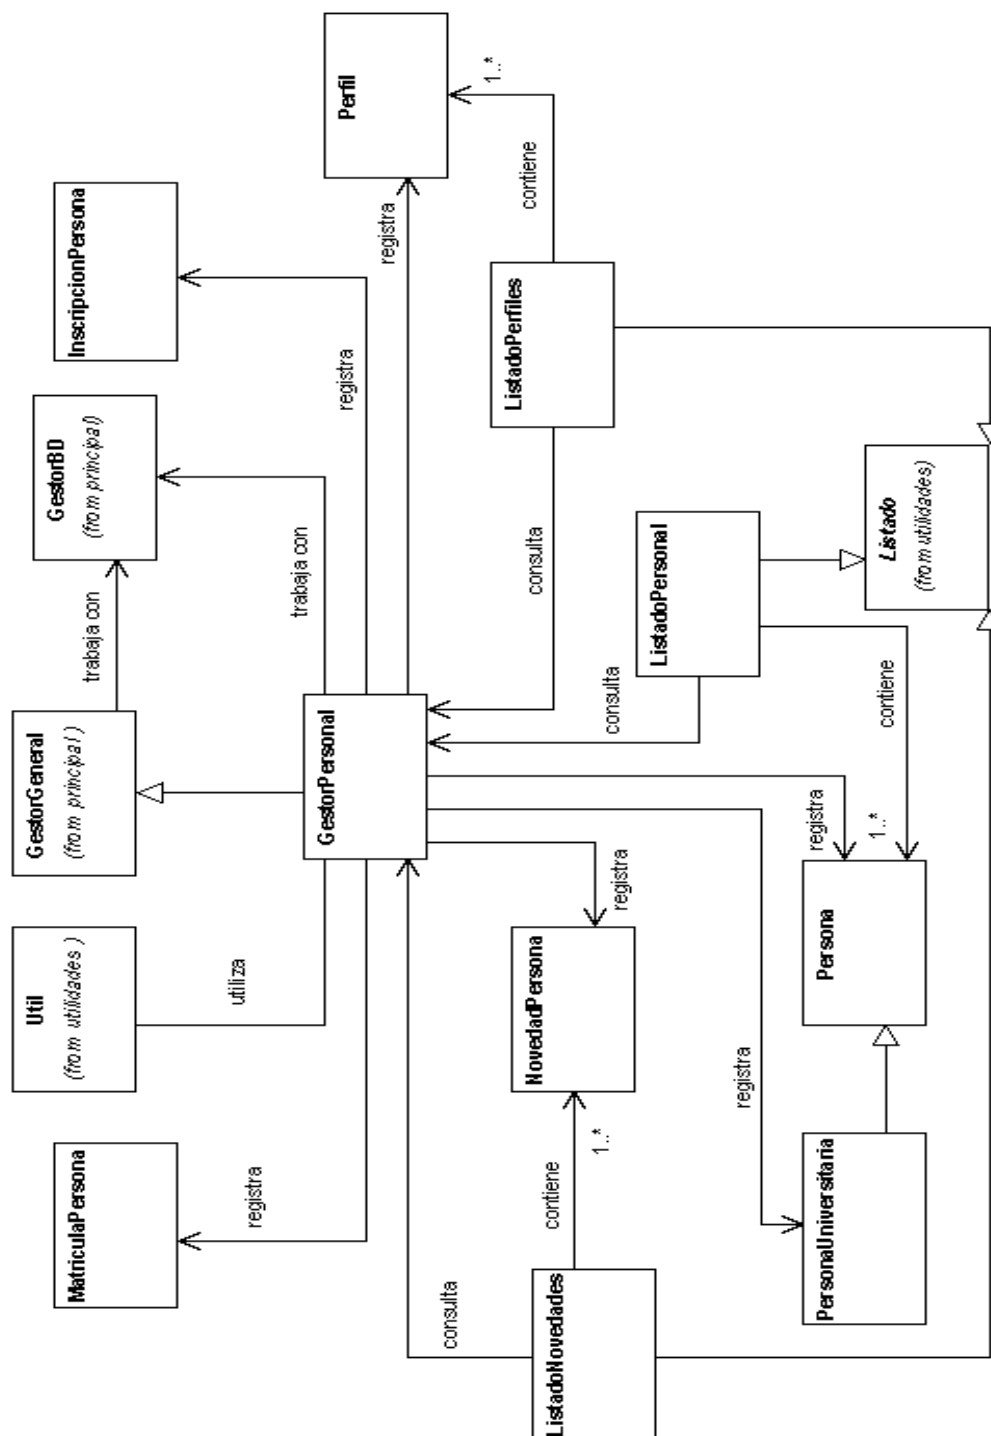 MatriculaPersona
Util
(from utilidades )
GestorGeneral
(from principal )
trabaja con
GestorBD
(from principal)
InscripcionPersona
registra
utiliza
trabaja con
registra
GestorPersonal
registra
Perfil
consulta
1..*
ListadoNovedades
contiene
1..*
NovedadPersona
registra
consulta
ListadoPerfiles
contiene
consulta
ListadoPersonal
registra
PersonaUniversitaria
Persona
registra
1..*
contiene
Listado
(from utilidades)